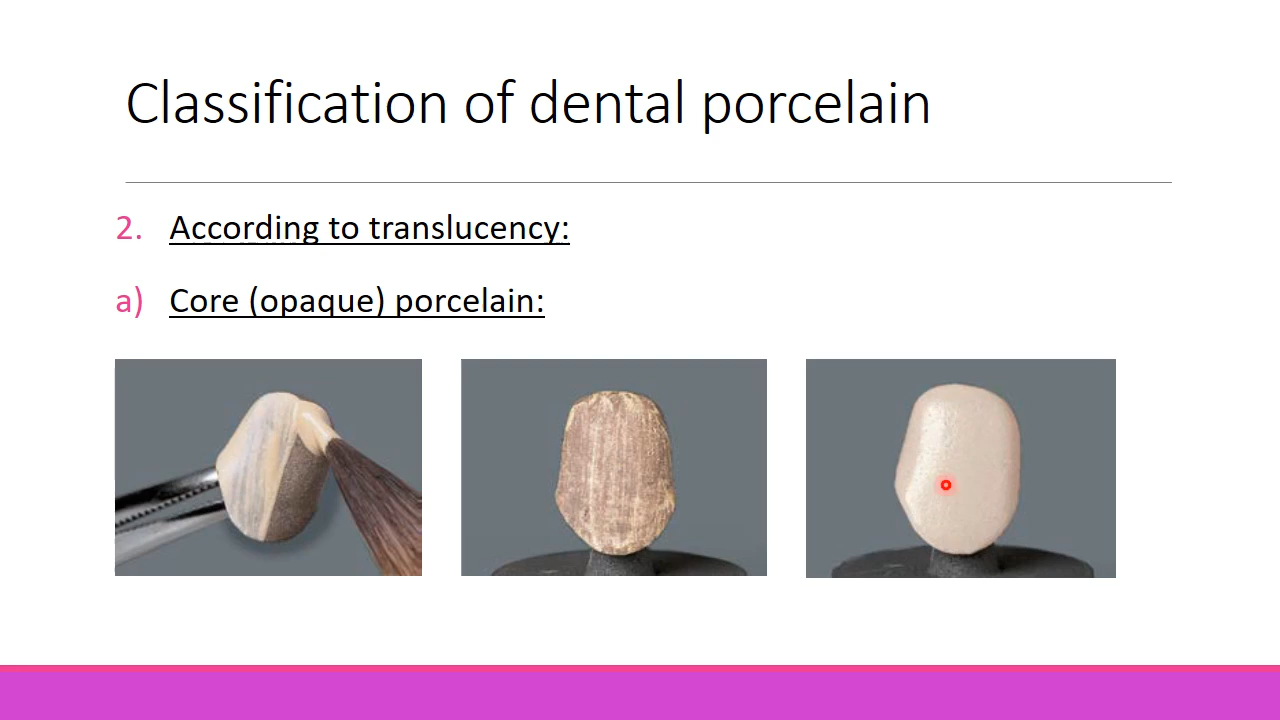 Classification of dental porcelain
2. According to translucency:
a) Core (opaque) porcelain: